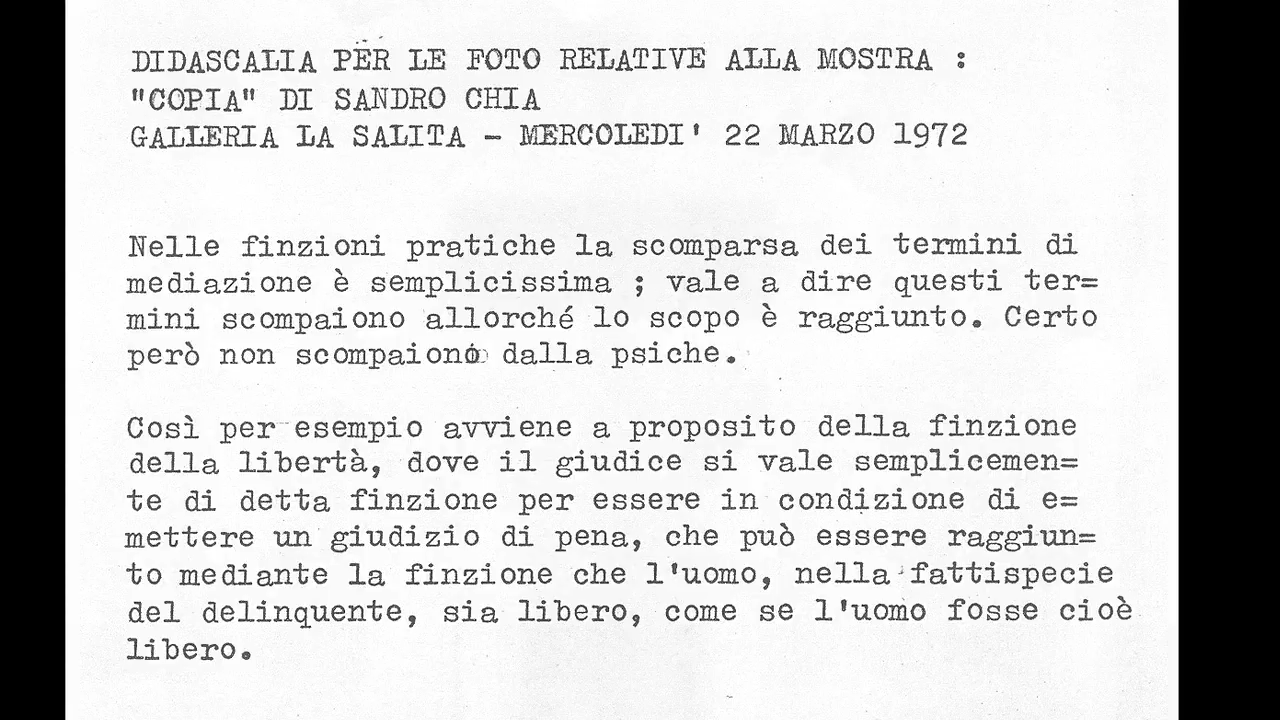 DIDASCALIA PER LE FOTO RELATIVE ALLA MOSTRA :
"COPIA" DI SANDRO CHIA
GALLERIA LA SALITA - MERCOLEDI' 22 MARZO 1972
Nelle finzioni pratiche la scomparsa dei termini di
mediazione è semplicissima ; vale a dire questi ter=
mini scompaiono allorché lo scopo è raggiunto. Certo
però non scompaiono dalla psiche.
Così per esempio avviene a proposito della finzione
della libertà, dove il giudice si vale semplicemen=
te di detta finzione per essere in condizione di e=
mettere un giudizio di pena, che può essere raggiun=
to mediante la finzione che l'uomo, nella fattispecie
del delinquente, sia libero, come se l'uomo fosse cioè
libero.